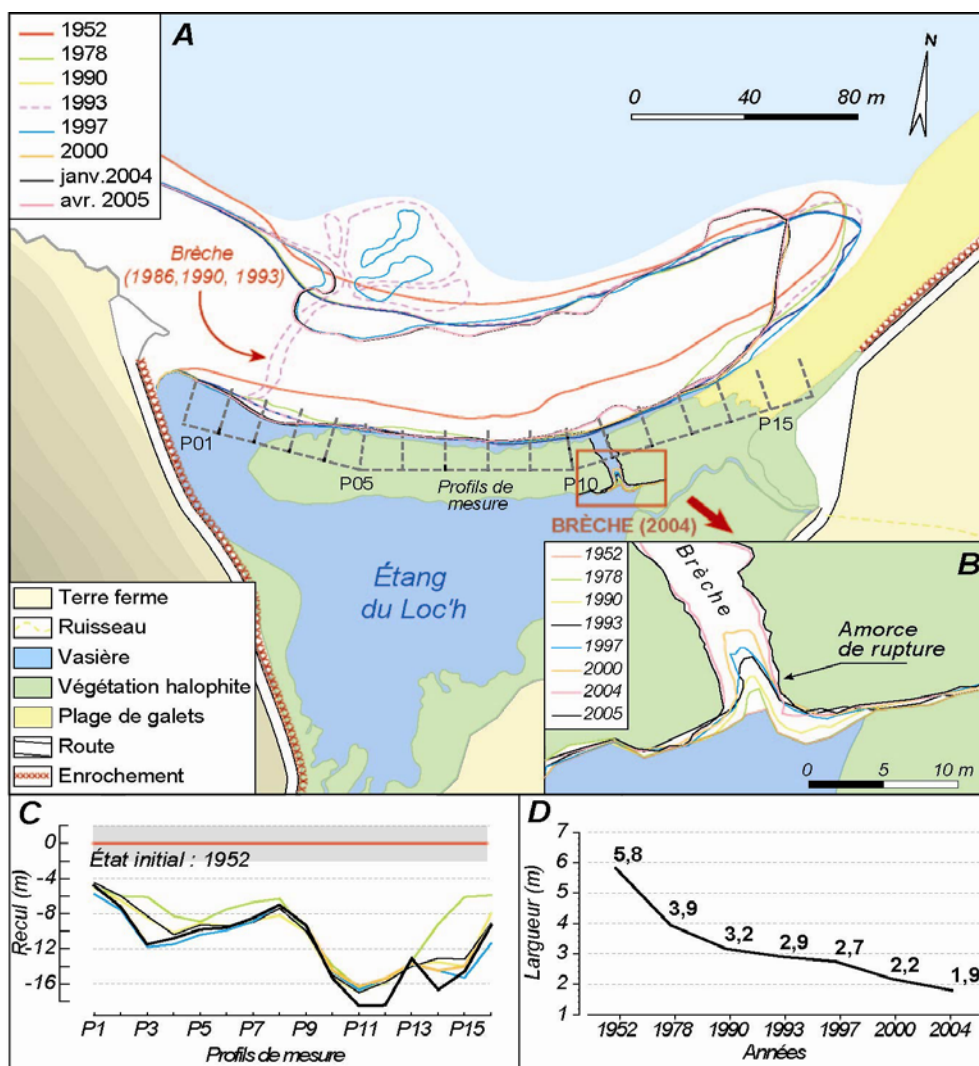 A
1952
1978
1990
1993
1997
2000
janv.2004
avr. 2005
N
0 40 80 m
Brèche
(1986,1990, 1993)
P01
P05
Profils de
mesure
P10
P15
BRÈCHE (2004)
Étang
du Loc'h
Terre ferme
Ruisseau
Vasière
Végétation halophite
Plage de galets
Route
Enrochement
B
1952
1978
1990
1993
1997
2000
2004
2005
Brèche
Amorce
de rupture
0 5 10 m
C
État initial : 1952
Recul (m)
0
-4
-8
-12
-16
P1 P3 P5 P7 P9 P11 P13 P15
Profils de mesure
D
Largueur (m)
7
6
5
4
3
2
1
5,8
3,9
3,2
2,9
2,7
2,2
1,9
1952 1978 1990 1993 1997 2000 2004
Années